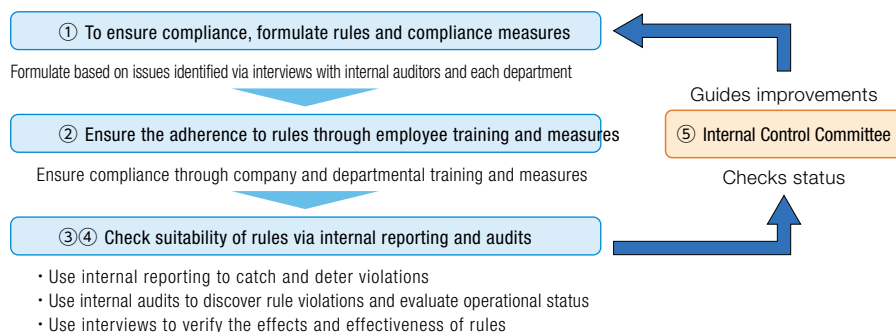 ① To ensure compliance, formulate rules and compliance measures
Formulate based on issues identified via interviews with internal auditors and each department
② Ensure the adherence to rules through employee training and measures
Ensure compliance through company and departmental training and measures
③④ Check suitability of rules via internal reporting and audits
・Use internal reporting to catch and deter violations
・Use internal audits to discover rule violations and evaluate operational status
・Use interviews to verify the effects and effectiveness of rules
Guides improvements
⑤ Internal Control Committee
Checks status